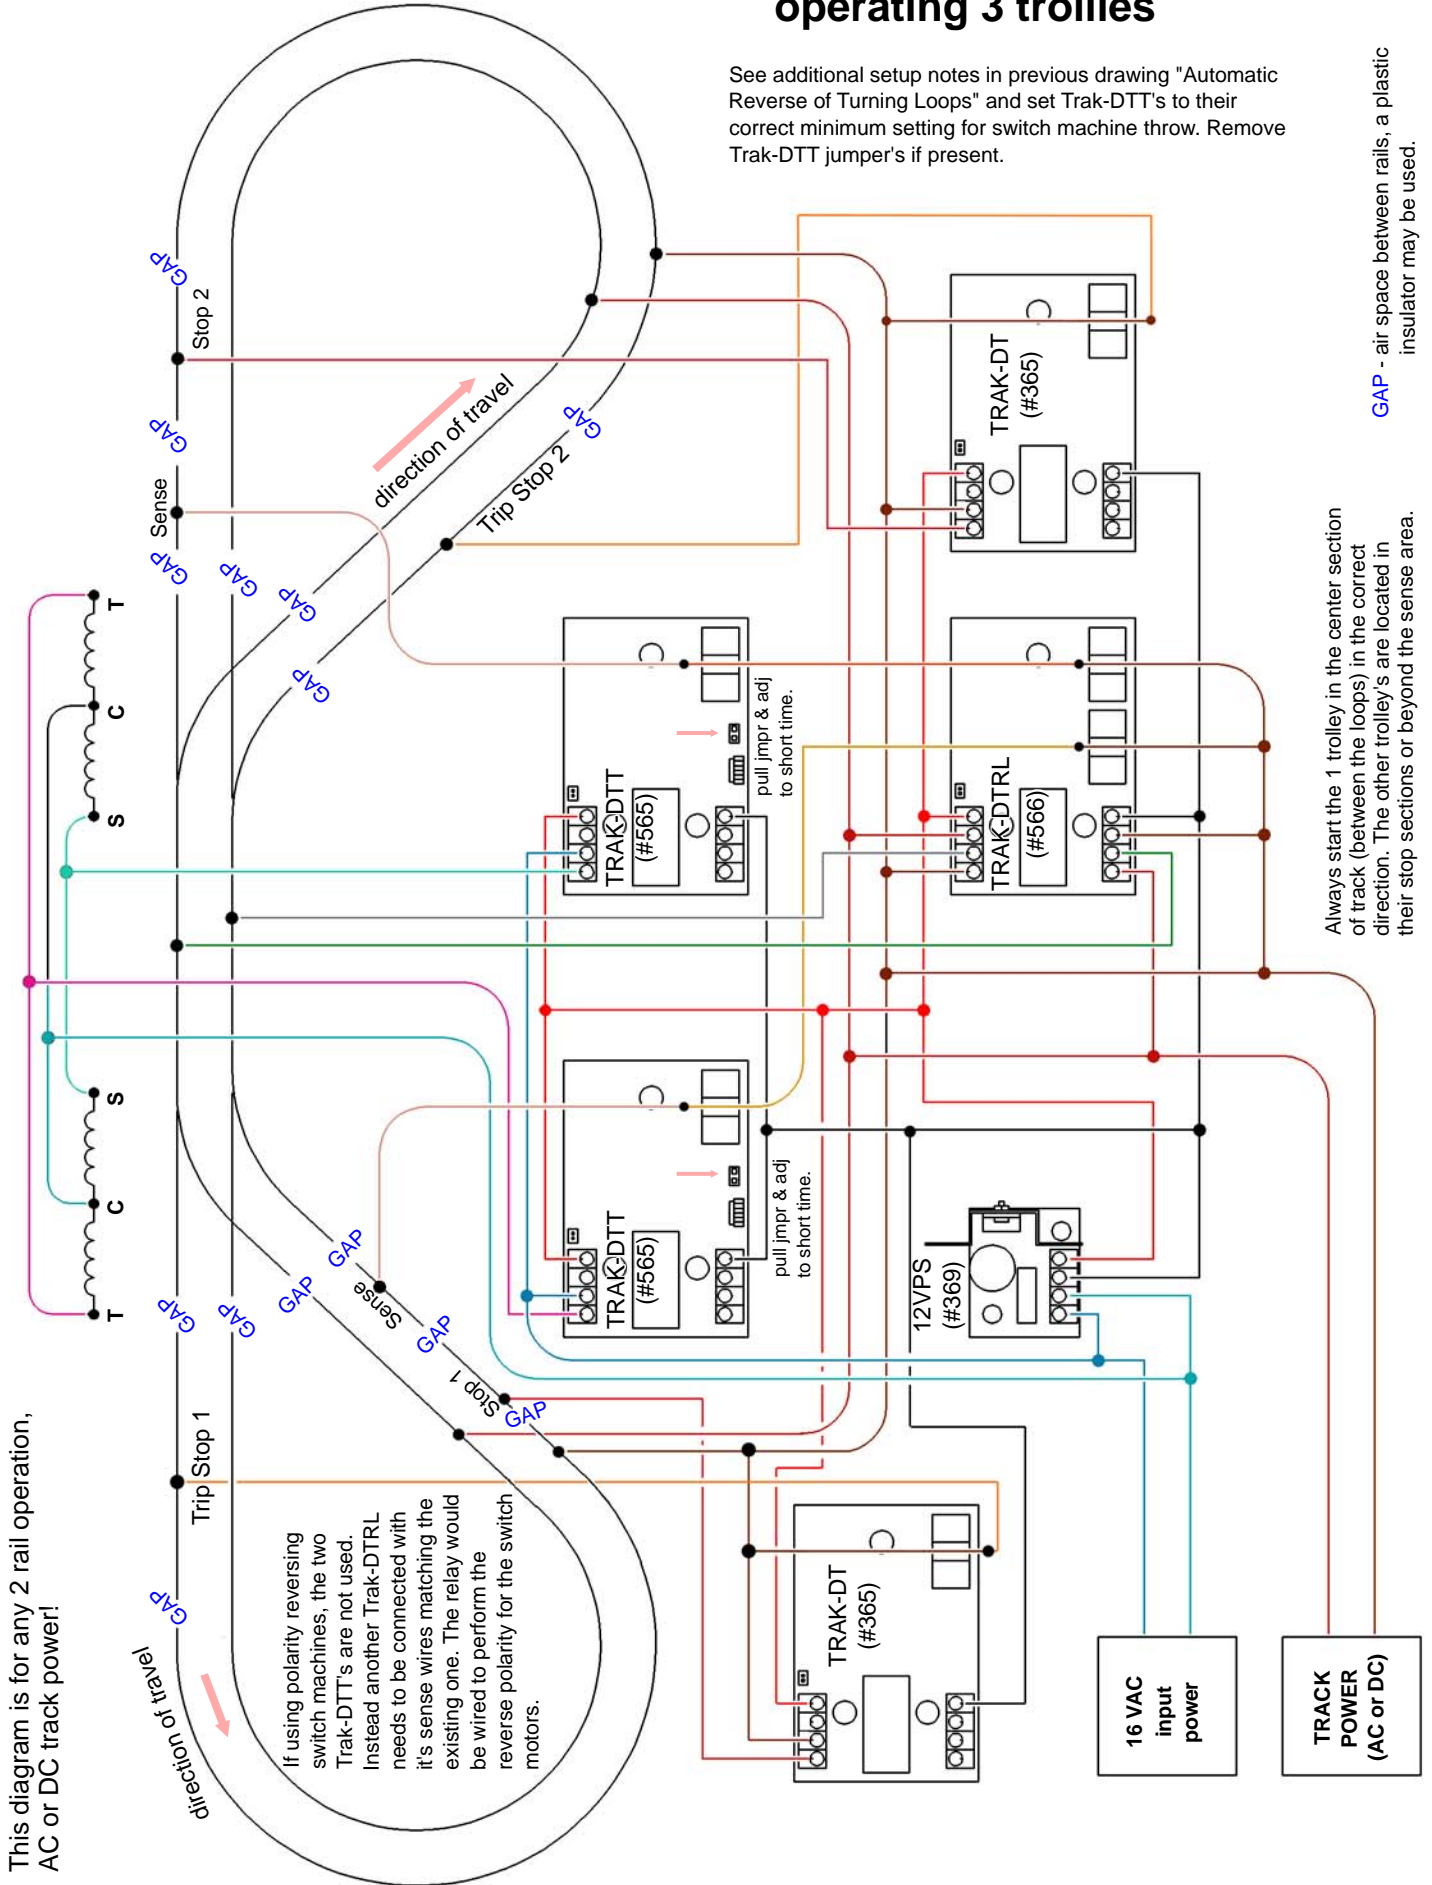 operating 3 trollies
See additional setup notes in previous drawing "Automatic
Reverse of Turning Loops" and set Trak-DTT's to their
correct minimum setting for switch machine throw. Remove
Trak-DTT jumper's if present.
GAP - air space between rails, a plastic
insulator may be used.
This diagram is for any 2 rail operation,
AC or DC track power!
GAP
Stop 2
GAP
Sense
GAP
GAP
GAP
GAP
direction of travel
Trip Stop 2
GAP
T
C
S
S
C
T
TRAK-DT
(#365)
TRAK-DTT
(#565)
pull jmpr & adj
to short time.
TRAK-DTRL
(#566)
Always start the 1 trolley in the center section
of track (between the loops) in the correct
direction. The other trolley's are located in
their stop sections or beyond the sense area.
TRAK-DTT
(#565)
pull jmpr & adj
to short time.
12VPS
(#369)
GAP
GAP
GAP
GAP
Sense
GAP
Stop 1
GAP
Trip Stop 1
GAP
direction of travel
If using polarity reversing
switch machines, the two
Trak-DTT's are not used.
Instead another Trak-DTRL
needs to be connected with
it's sense wires matching the
existing one. The relay would
be wired to perform the
reverse polarity for the switch
motors.
TRAK-DT
(#365)
16 VAC
input
power
TRACK
POWER
(AC or DC)